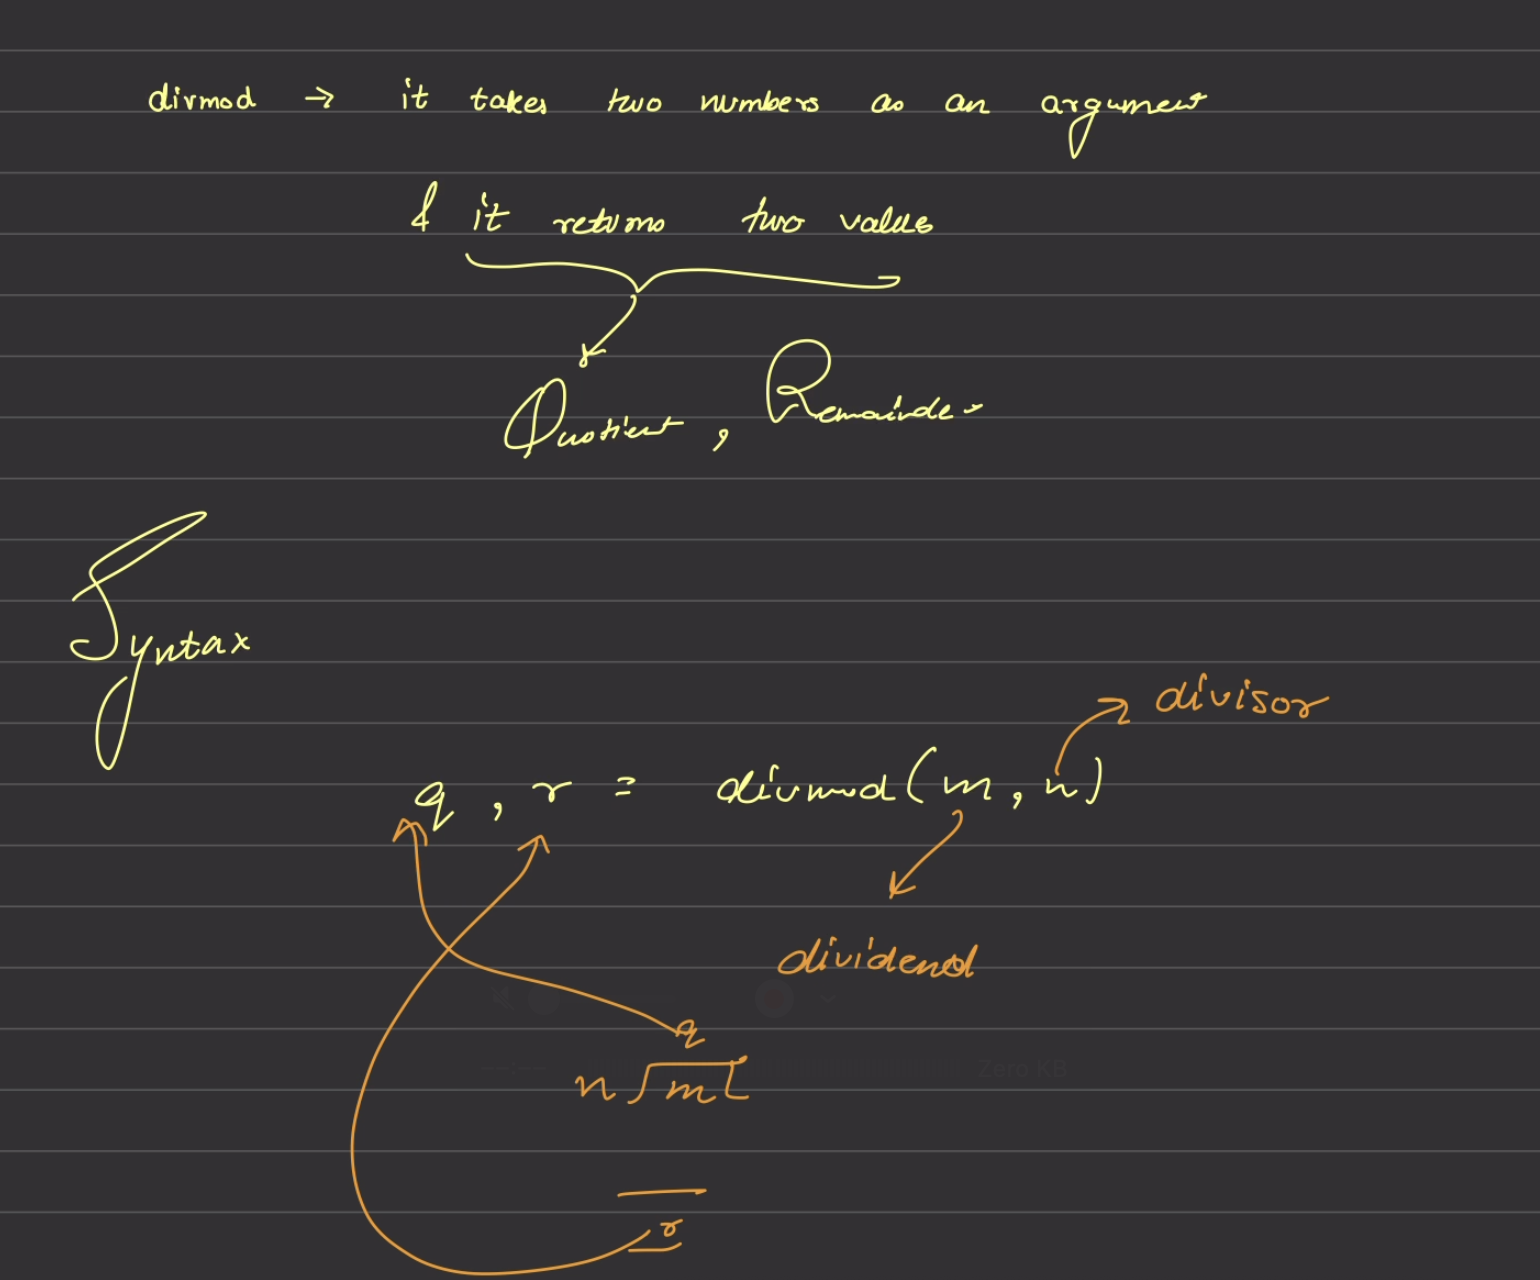 divmod → it takes two numbers as an argument
& it returns two values
Quotient, Remainder
Syntax
divisor
q, r = divmod(m, n)
dividend
q
n m
r
Zero KB